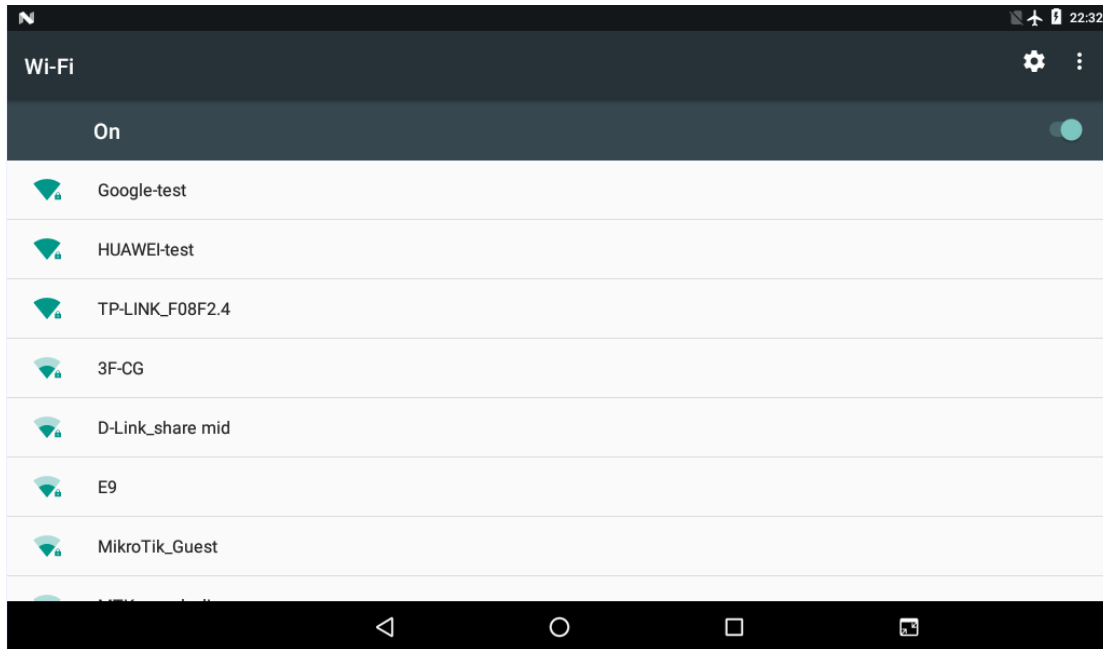 22:32
Wi-Fi
On
Google-test
HUAWEI-test
TP-LINK_F08F2.4
3F-CG
D-Link_share mid
E9
MikroTik_Guest